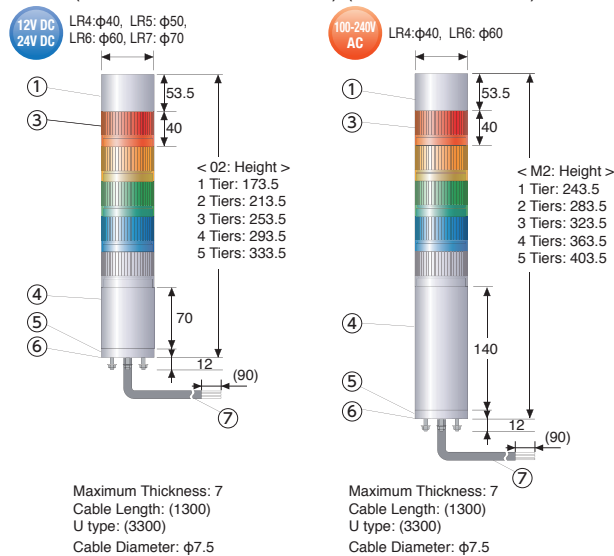 12V DC
24V DC
LR4:ϕ40, LR5: ϕ50,
LR6: ϕ60, LR7: ϕ70
①
53.5
③
40
< 02: Height >
1 Tier: 173.5
2 Tiers: 213.5
3 Tiers: 253.5
4 Tiers: 293.5
5 Tiers: 333.5
④
70
⑤
⑥
12
(90)
⑦
Maximum Thickness: 7
Cable Length: (1300)
U type: (3300)
Cable Diameter: ϕ7.5
100-240V
AC
LR4:ϕ40, LR6: ϕ60
①
53.5
③
40
< M2: Height >
1 Tier: 243.5
2 Tiers: 283.5
3 Tiers: 323.5
4 Tiers: 363.5
5 Tiers: 403.5
④
140
⑤
⑥
12
(90)
⑦
Maximum Thickness: 7
Cable Length: (1300)
U type: (3300)
Cable Diameter: ϕ7.5